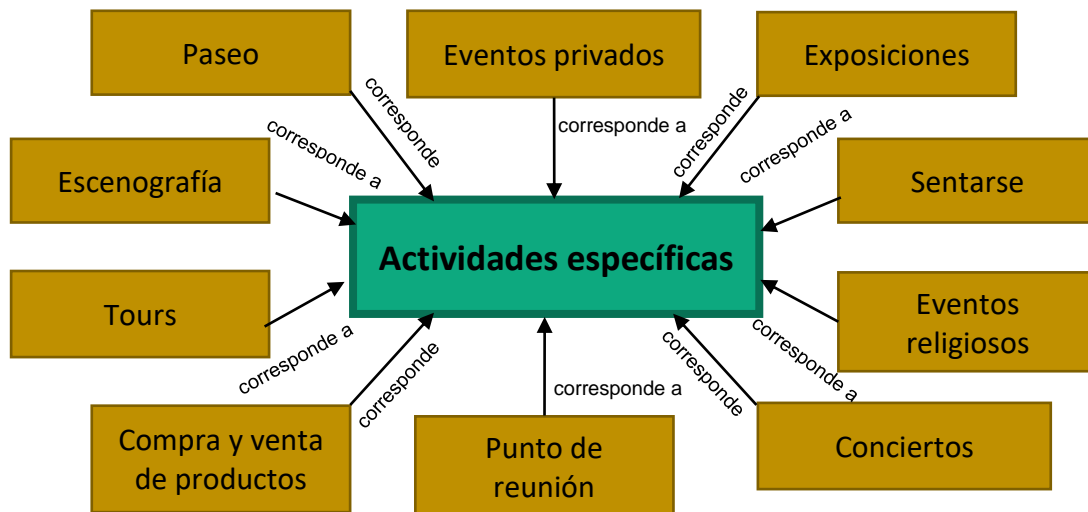 Paseo
Eventos privados
Exposiciones
corresponde
corresponde a
corresponde
corresponde a
corresponde a
Escenografía
Sentarse
Actividades específicas
Tours
Eventos
religiosos
corresponde a
corresponde
corresponde a
corresponde
corresponde a
Compra y venta
de productos
Punto de
reunión
Conciertos